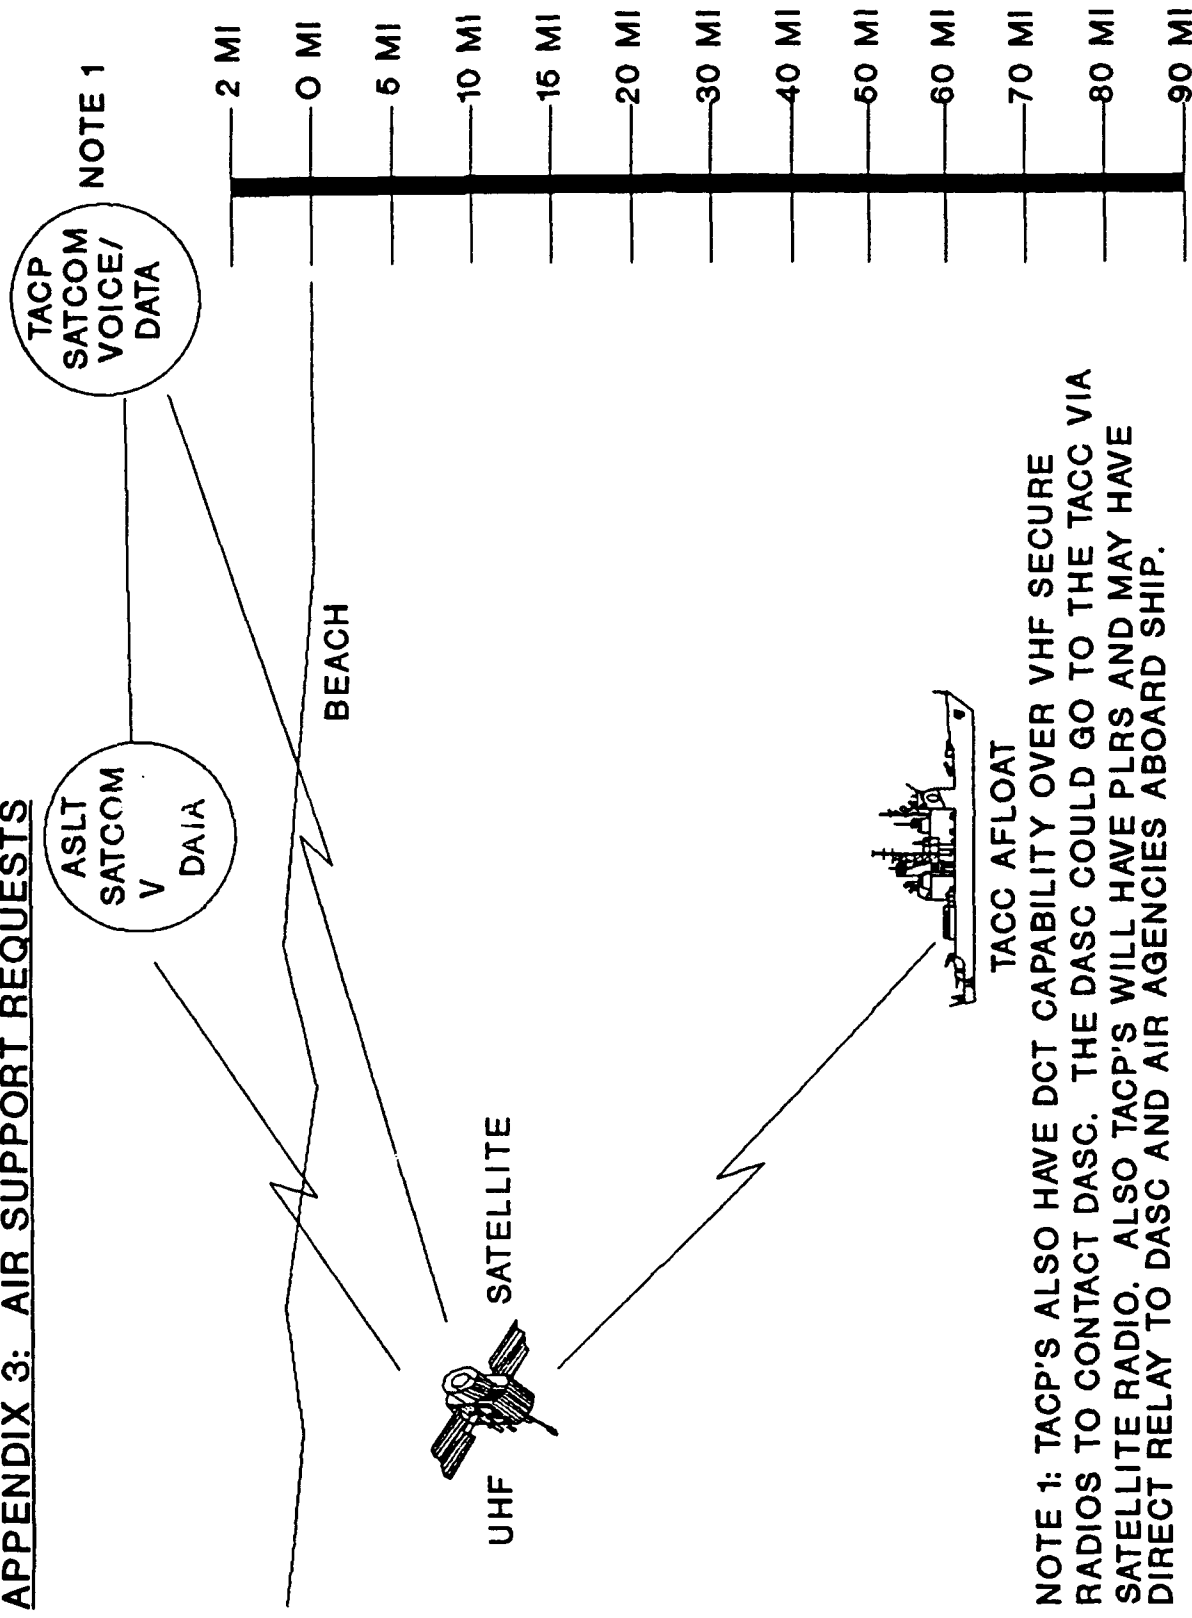 APPENDIX 3: AIR SUPPORT REQUESTS
ASLT
SATCOM
V DAIA
TACP
SATCOM
VOICE/
DATA
NOTE 1
2 MI
0 MI
5 MI
10 MI
15 MI
20 MI
30 MI
40 MI
50 MI
60 MI
70 MI
80 MI
90 MI
BEACH
UHF SATELLITE
TACC AFLOAT
NOTE 1: TACP'S ALSO HAVE DCT CAPABILITY OVER VHF SECURE
RADIOS TO CONTACT DASC. THE DASC COULD GO TO THE TACC VIA
SATELLITE RADIO. ALSO TACP'S WILL HAVE PLRS AND MAY HAVE
DIRECT RELAY TO DASC AND AIR AGENCIES ABOARD SHIP.